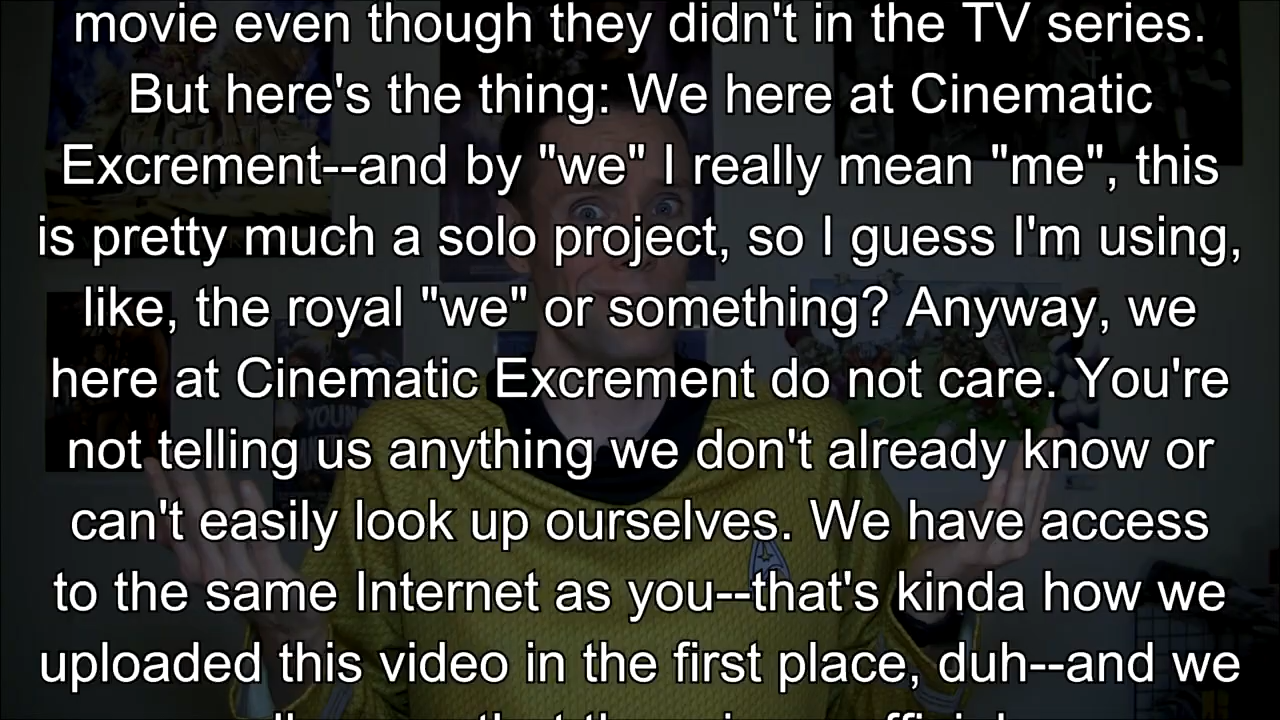 movie even though they didn't in the TV series.
But here's the thing: We here at Cinematic
Excrement--and by "we" I really mean "me", this
is pretty much a solo project, so I guess I'm using,
like, the royal "we" or something? Anyway, we
here at Cinematic Excrement do not care. You're
not telling us anything we don't already know or
can't easily look up ourselves. We have access
to the same Internet as you--that's kinda how we
uploaded this video in the first place, duh--and we